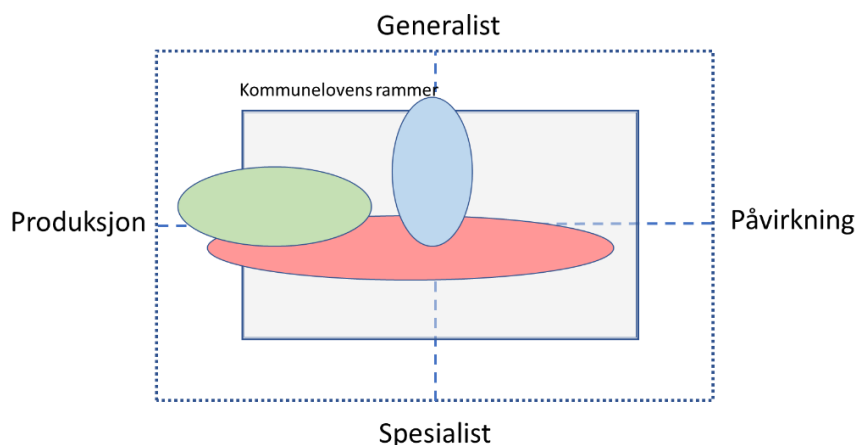 Generalist
Kommunelovens rammer
Produksjon
Påvirkning
Spesialist